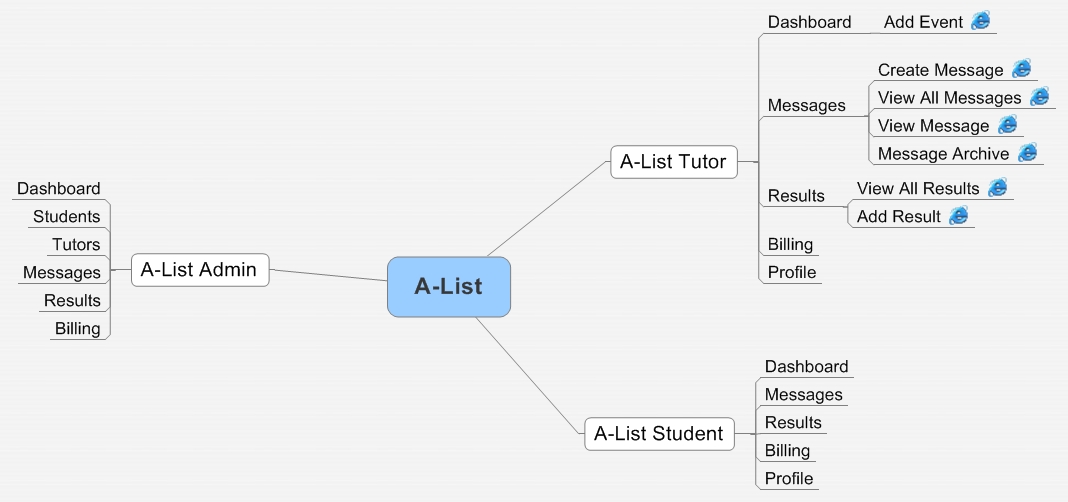 A-List
A-List Admin
Dashboard
Students
Tutors
Messages
Results
Billing
A-List Tutor
Dashboard
Add Event
Messages
Create Message
View All Messages
View Message
Message Archive
Results
View All Results
Add Result
Billing
Profile
A-List Student
Dashboard
Messages
Results
Billing
Profile